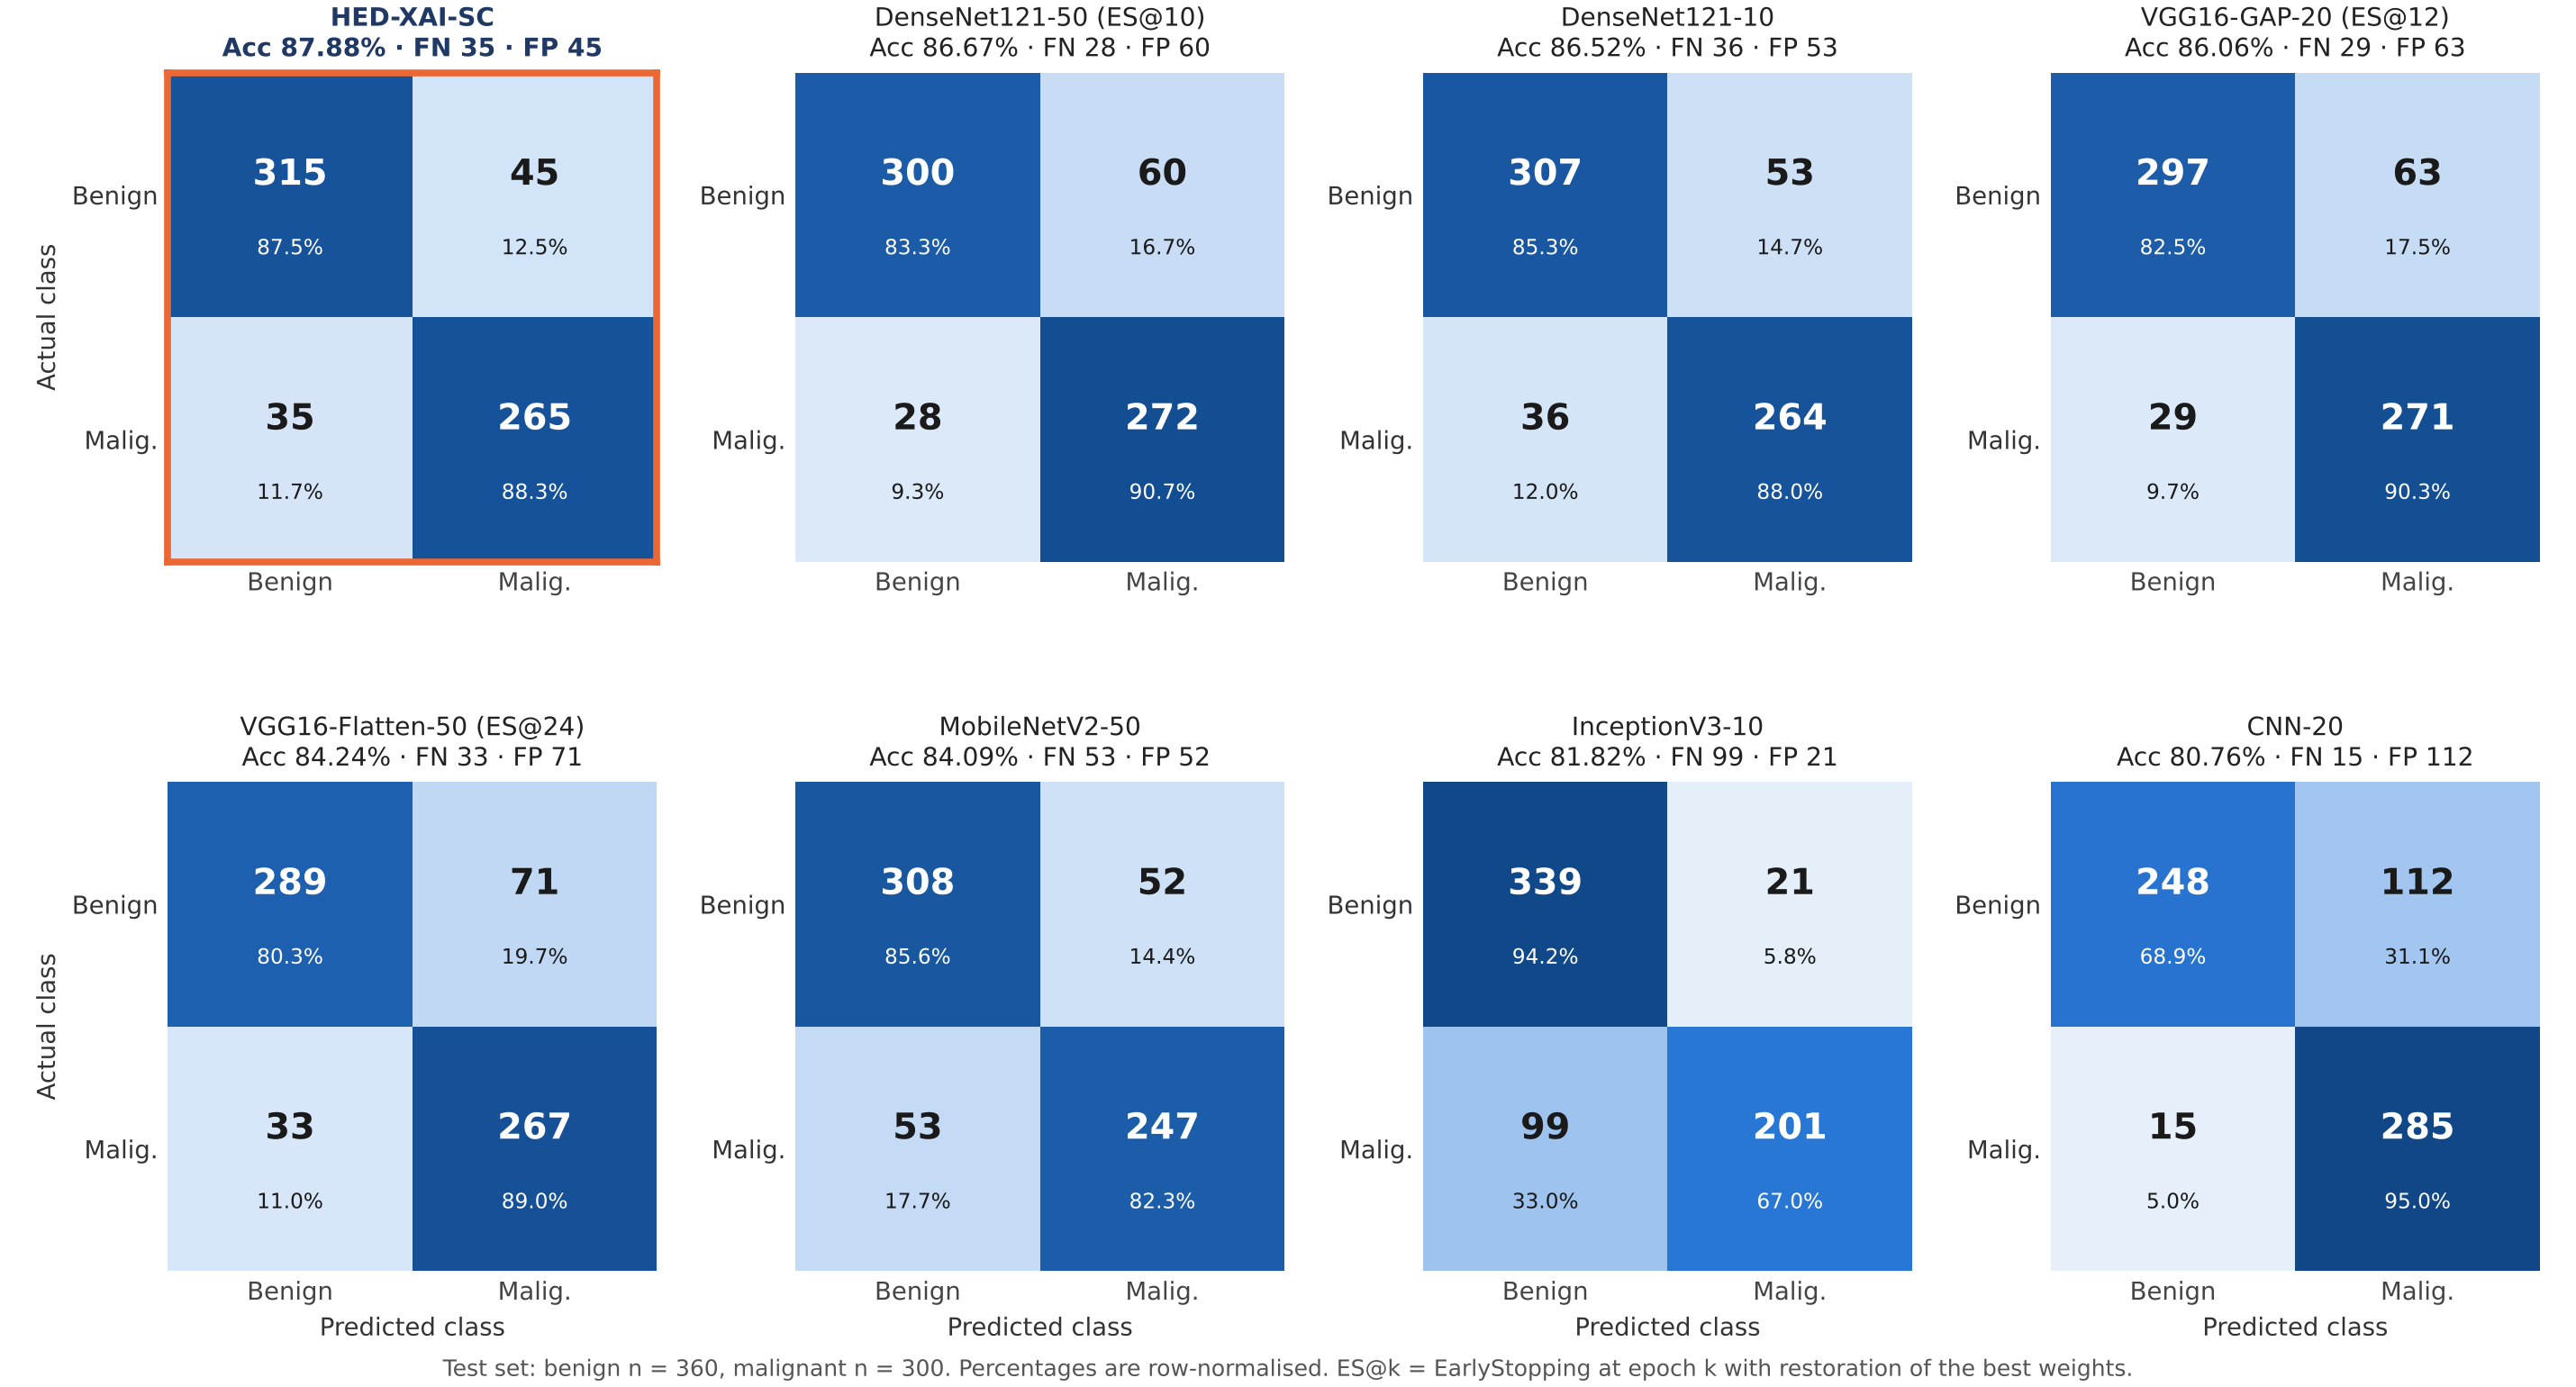 HED-XAI-SC
Acc 87.88% · FN 35 · FP 45
315
45
Benign
87.5%
12.5%
Actual class
35
265
Malig.
11.7%
88.3%
Benign
Malig.
DenseNet121-50 (ES@10)
Acc 86.67% · FN 28 · FP 60
300
60
Benign
83.3%
16.7%
28
272
Malig.
9.3%
90.7%
Benign
Malig.
DenseNet121-10
Acc 86.52% · FN 36 · FP 53
307
53
Benign
85.3%
14.7%
36
264
Malig.
12.0%
88.0%
Benign
Malig.
VGG16-GAP-20 (ES@12)
Acc 86.06% · FN 29 · FP 63
297
63
Benign
82.5%
17.5%
29
271
Malig.
9.7%
90.3%
Benign
Malig.
VGG16-Flatten-50 (ES@24)
Acc 84.24% · FN 33 · FP 71
289
71
Benign
80.3%
19.7%
Actual class
33
267
Malig.
11.0%
89.0%
Benign
Malig.
Predicted class
MobileNetV2-50
Acc 84.09% · FN 53 · FP 52
308
52
Benign
85.6%
14.4%
53
247
Malig.
17.7%
82.3%
Benign
Malig.
Predicted class
InceptionV3-10
Acc 81.82% · FN 99 · FP 21
339
21
Benign
94.2%
5.8%
99
201
Malig.
33.0%
67.0%
Benign
Malig.
Predicted class
CNN-20
Acc 80.76% · FN 15 · FP 112
248
112
Benign
68.9%
31.1%
15
285
Malig.
5.0%
95.0%
Benign
Malig.
Predicted class
Test set: benign n = 360, malignant n = 300. Percentages are row-normalised. ES@k = EarlyStopping at epoch k with restoration of the best weights.